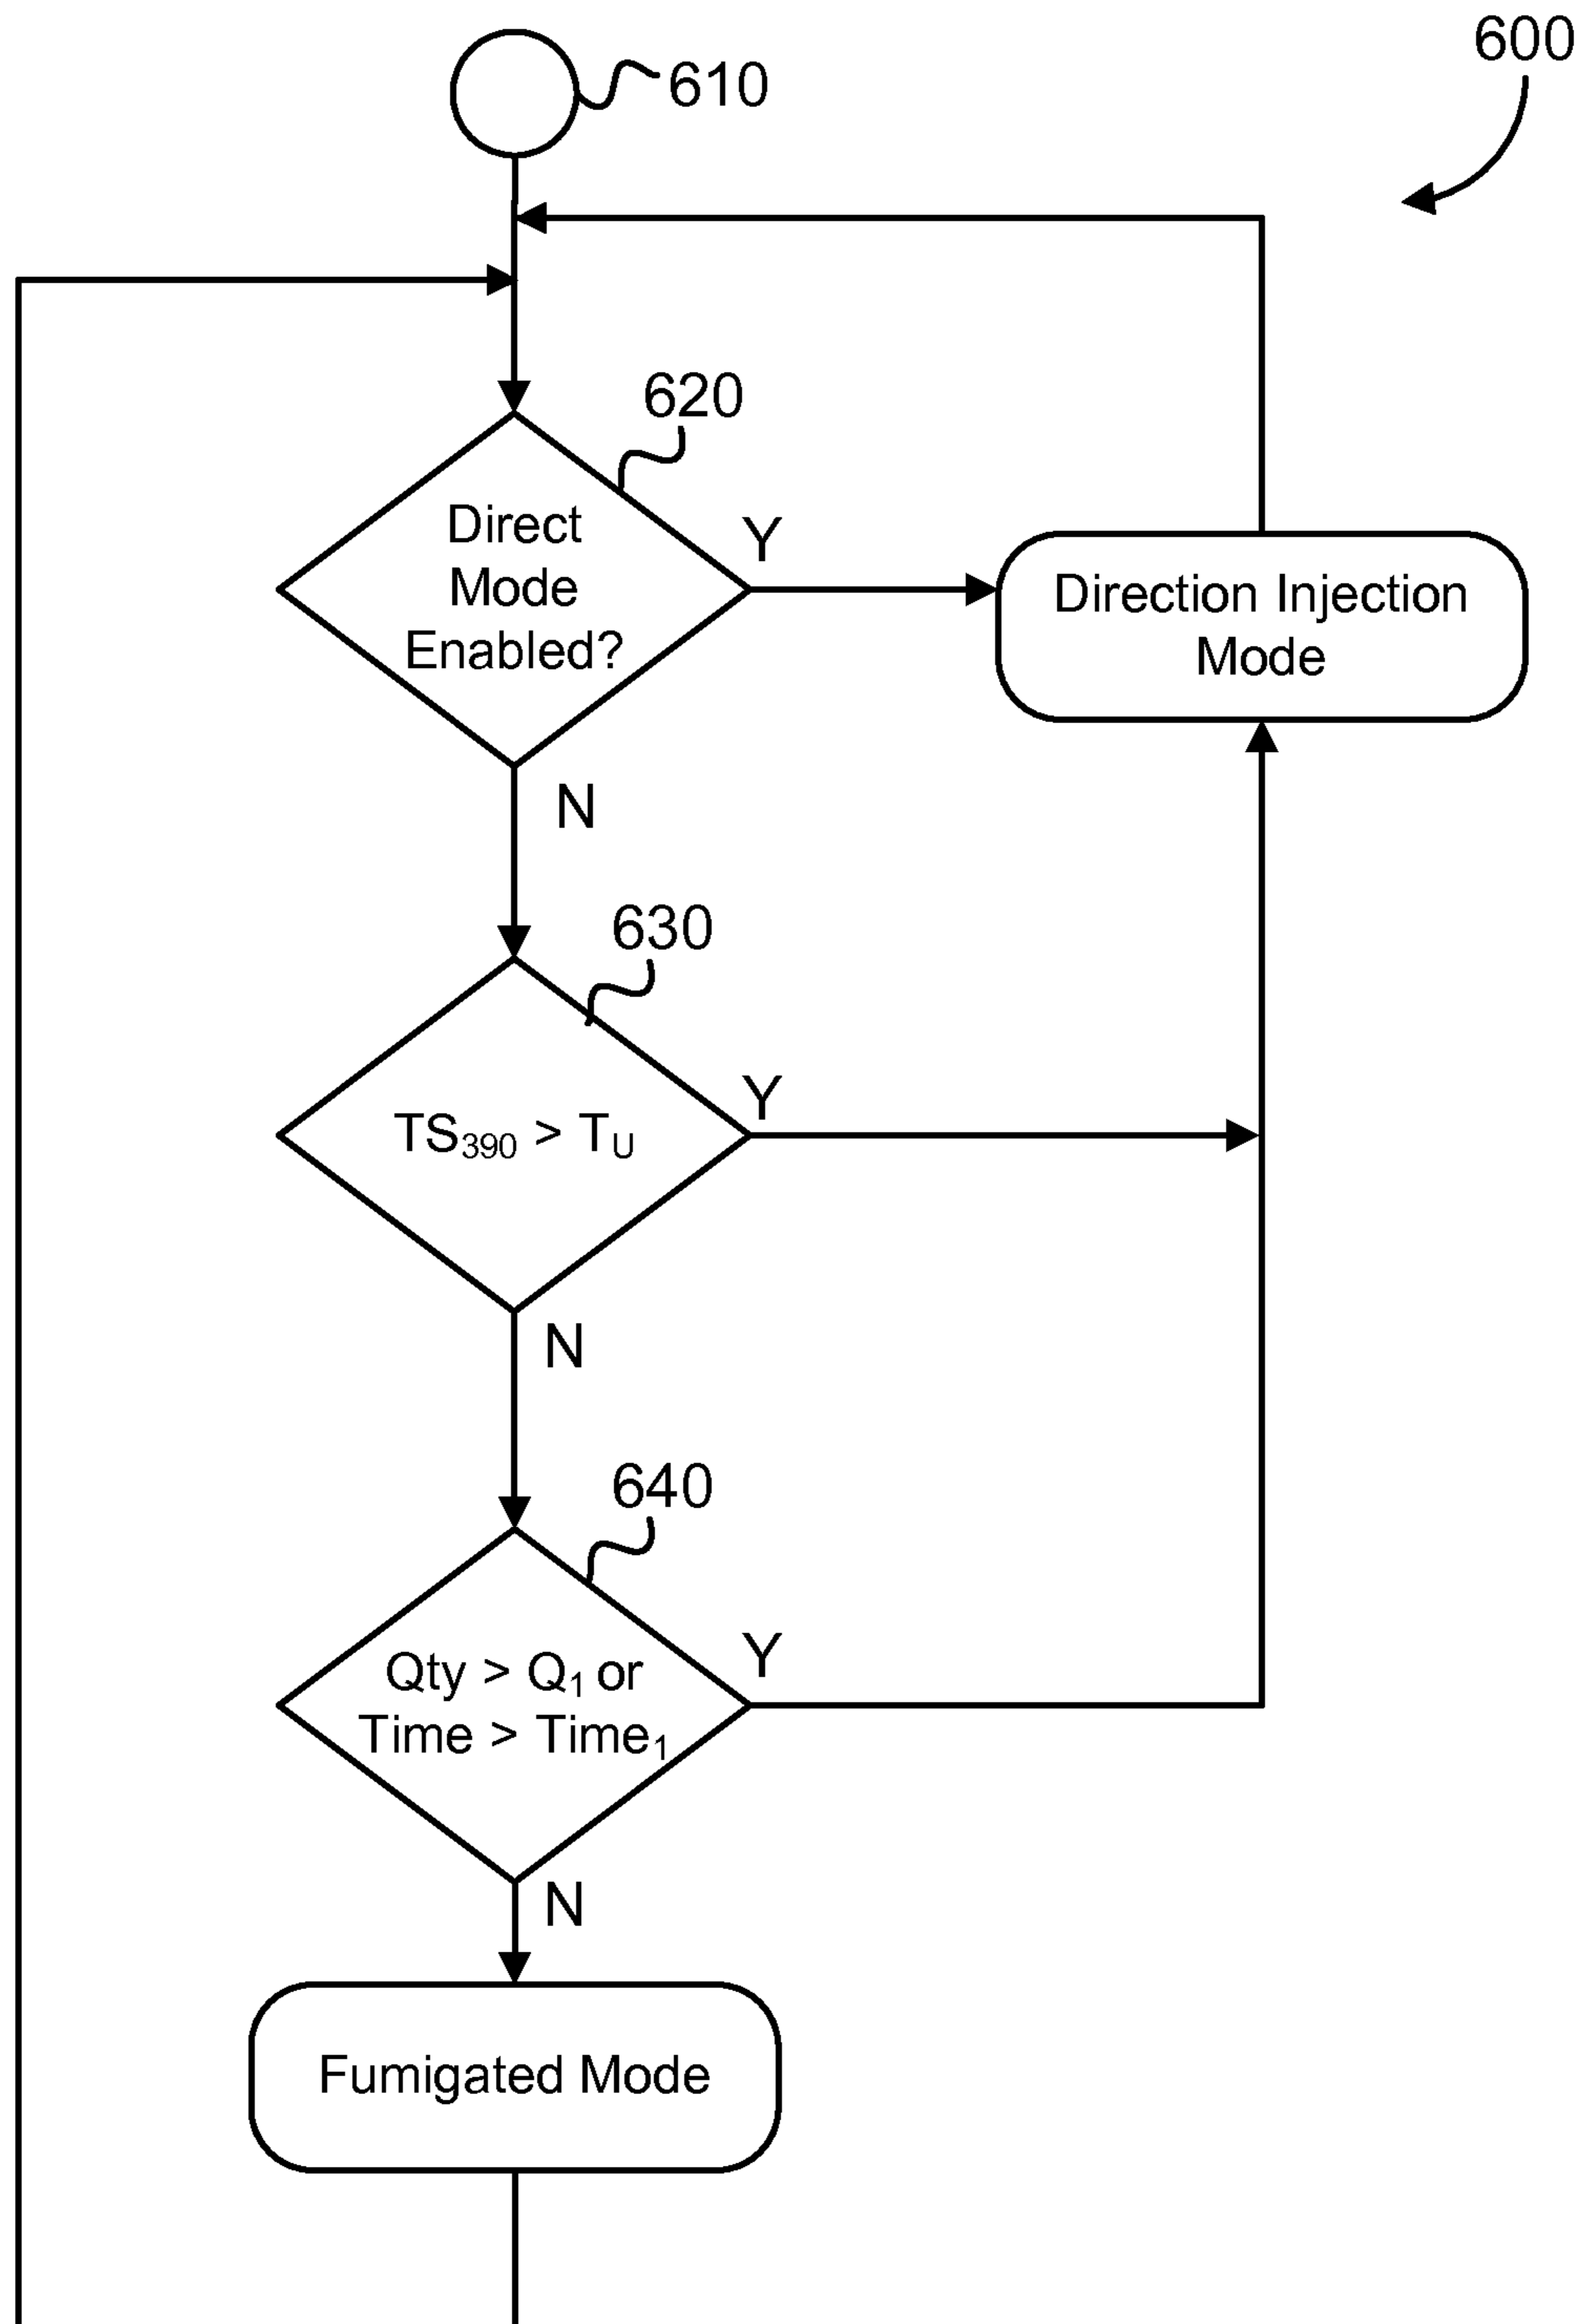 600
610
620
Direct
Mode
Enabled?
Y
Direction Injection
Mode
N
630
TS₃₉₀ > Tᵤ
Y
N
640
Qty > Q₁ or
Time > Time₁
Y
N
Fumigated Mode